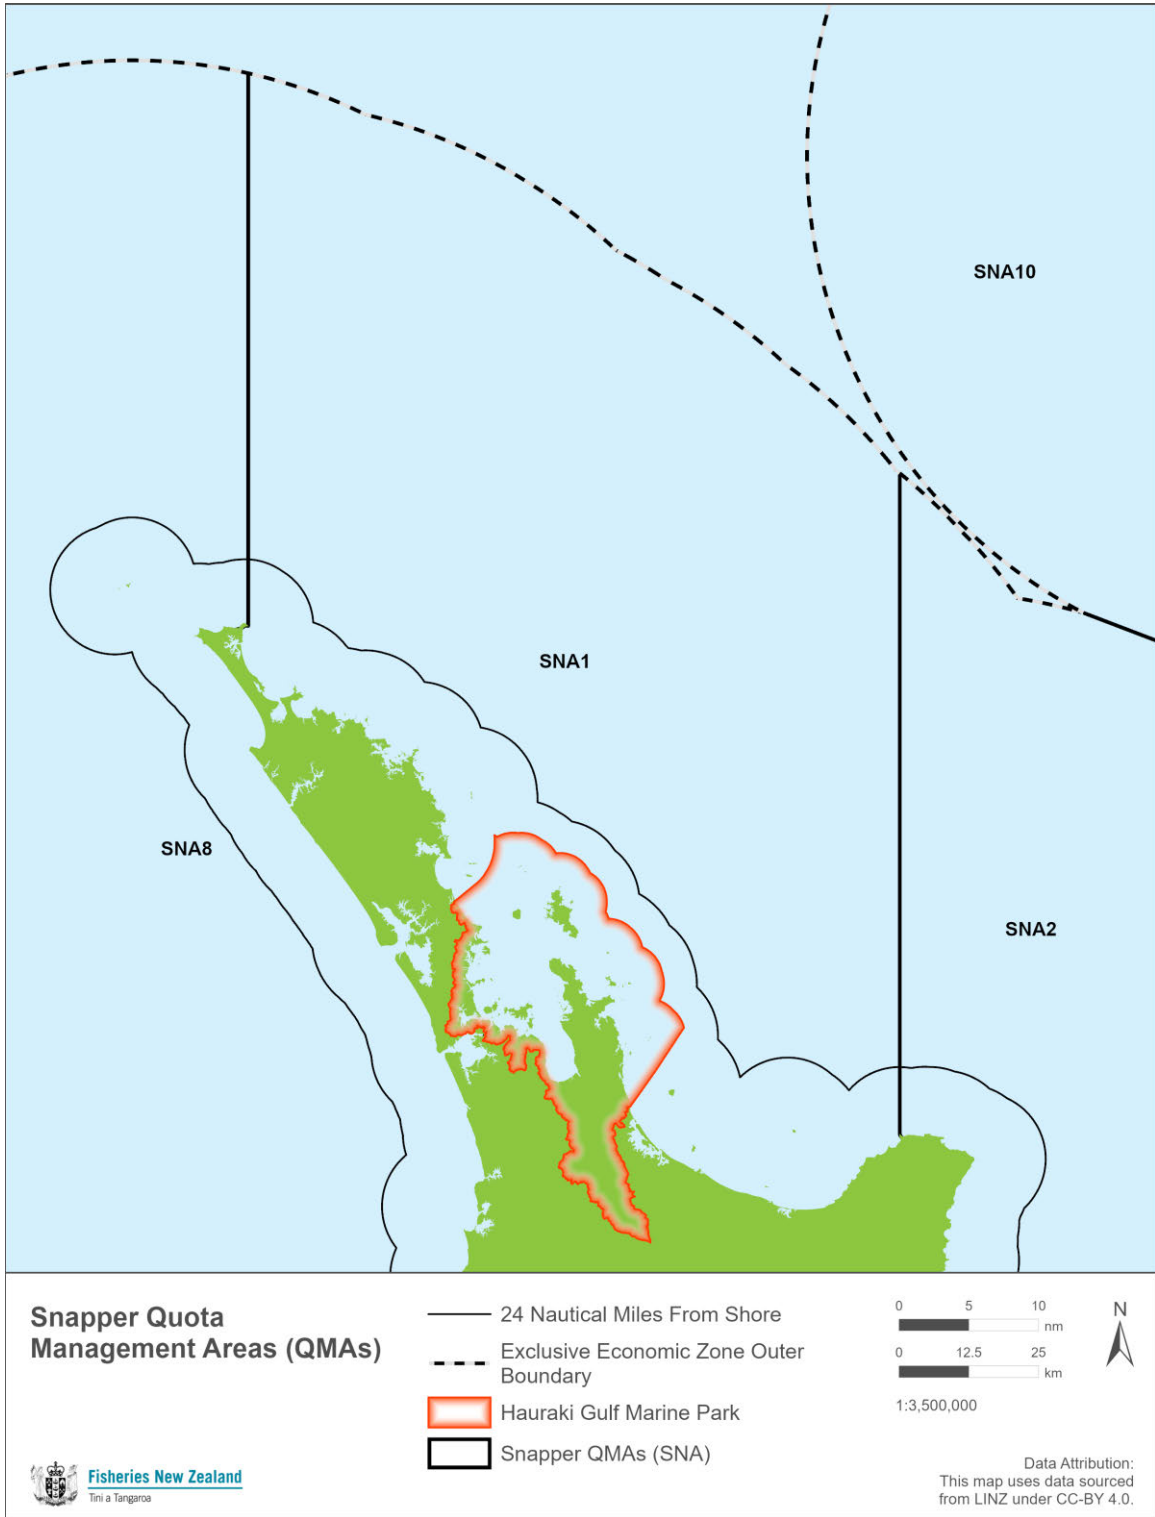 SNA10
SNA1
SNA8
SNA2
Snapper Quota
Management Areas (QMAs)
24 Nautical Miles From Shore
Exclusive Economic Zone Outer
Boundary
Hauraki Gulf Marine Park
Snapper QMAs (SNA)
0 5 10
nm
0 12.5 25
km
1:3,500,000
N
Fisheries New Zealand
Tini a Tangaroa
Data Attribution:
This map uses data sourced
from LINZ under CC-BY 4.0.